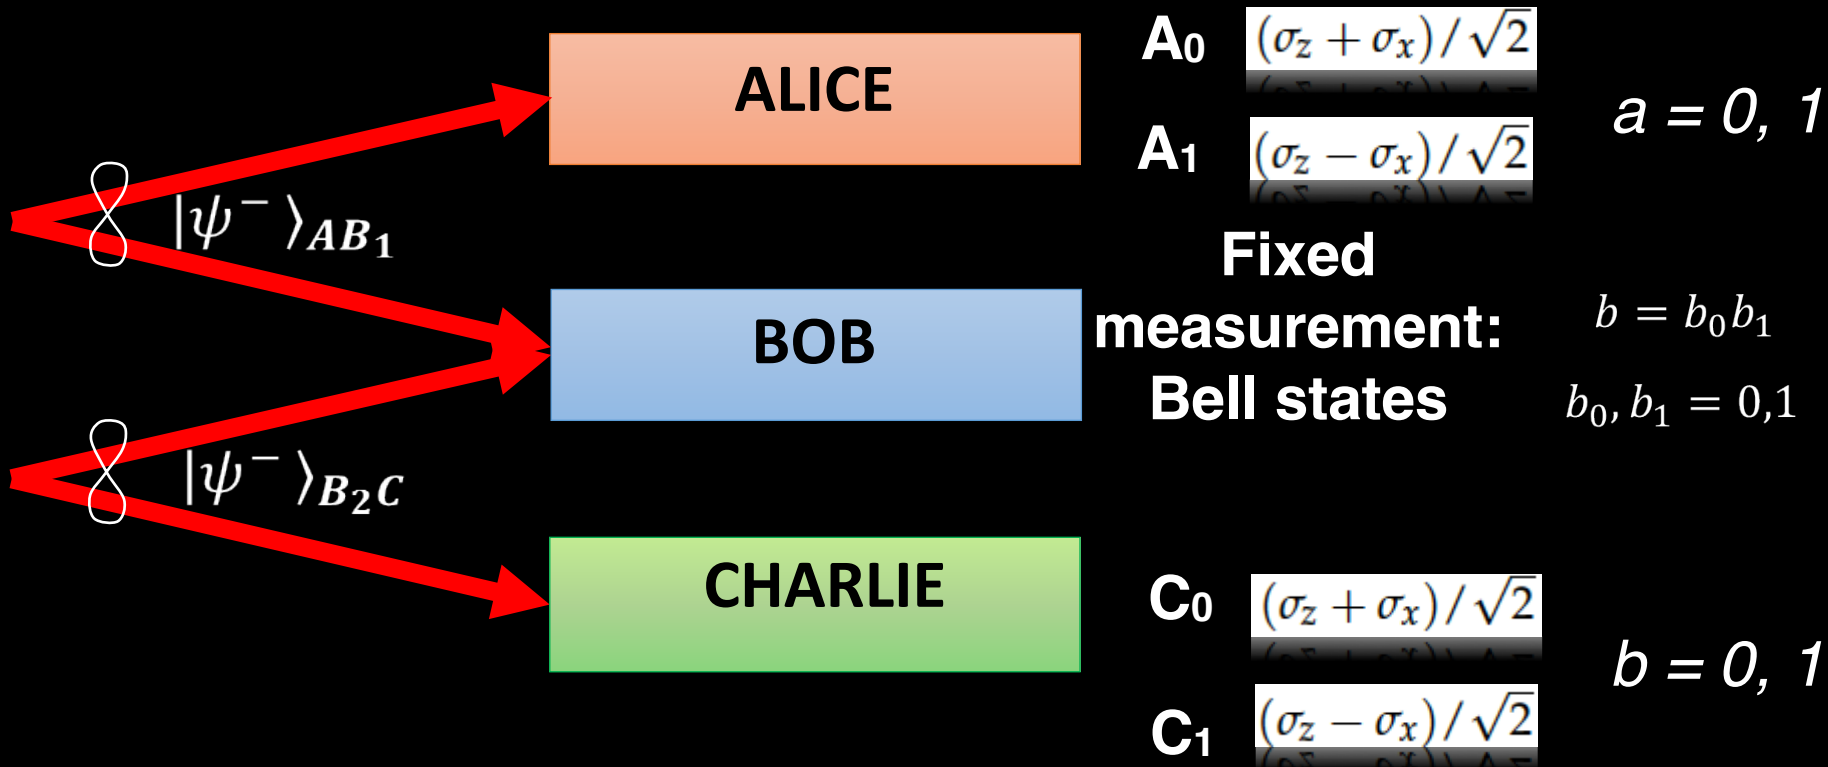 ALICE
A₀ (σz + σx)/√2
a = 0, 1
A₁ (σz − σx)/√2
|ψ⁻ ⟩AB₁
Fixed
measurement:
Bell states
BOB
b = b₀b₁
b₀, b₁ = 0,1
|ψ⁻ ⟩B₂C
CHARLIE
C₀ (σz + σx)/√2
b = 0, 1
C₁ (σz − σx)/√2